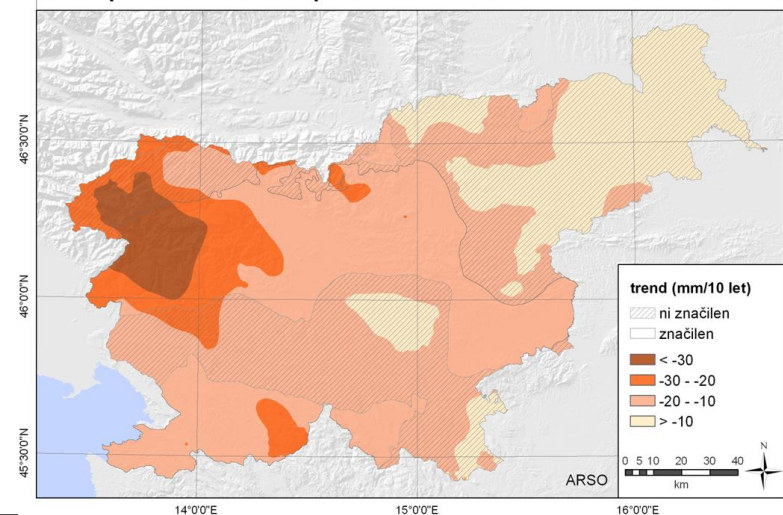 46°30'0"N
46°0'0"N
45°30'0"N
trend (mm/10 let)
ni značilen
značilen
< -30
-30 - -20
-20 - -10
> -10
N
0 5 10 20 30 40
km
ARSO
14°0'0"E
15°0'0"E
16°0'0"E